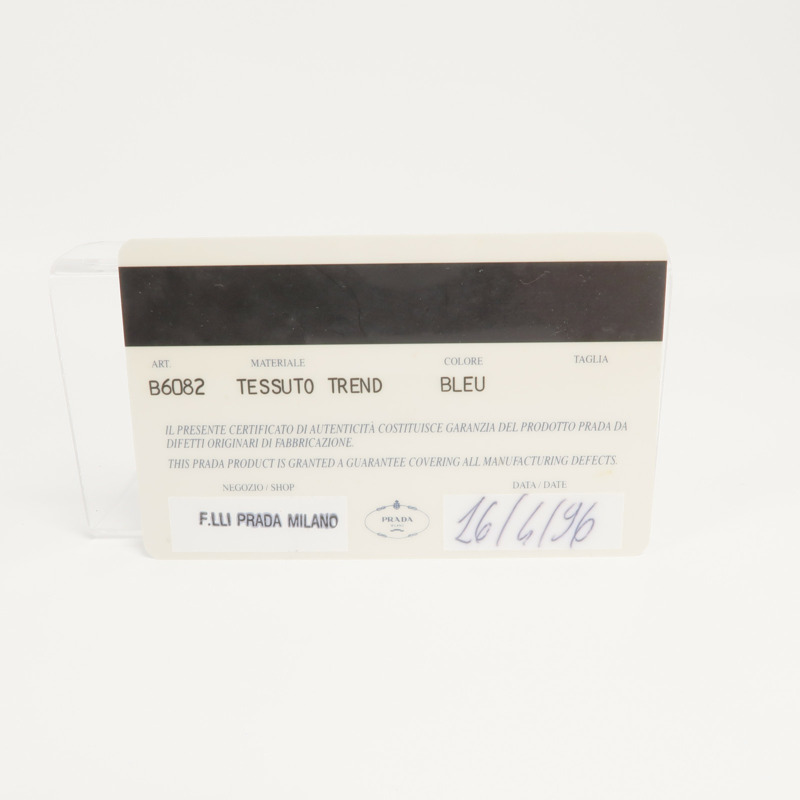 ART. MATERIALE COLORE TAGLIA
B6082 TESSUTO TREND BLEU
IL PRESENTE CERTIFICATO DI AUTENTICITÀ COSTITUISCE GARANZIA DEL PRODOTTO PRADA DA
DIFETTI ORIGINARI DI FABBRICAZIONE.
THIS PRADA PRODUCT IS GRANTED A GUARANTEE COVERING ALL MANUFACTURING DEFECTS.
NEGOZIO / SHOP DATA / DATE
F.LLI PRADA MILANO PRADA 26/4/96